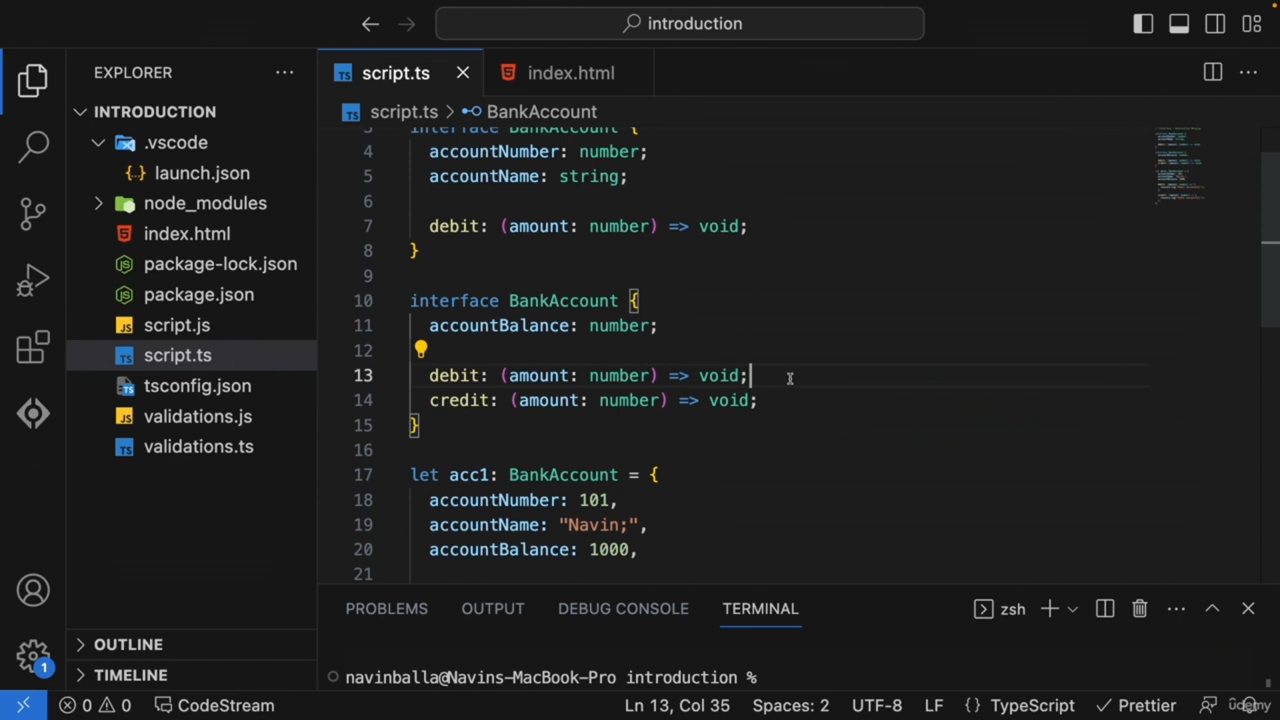 introduction
EXPLORER
INTRODUCTION
.vscode
launch.json
node_modules
index.html
package-lock.json
package.json
script.js
script.ts
tsconfig.json
validations.js
validations.ts
OUTLINE
TIMELINE
script.ts
index.html
script.ts > BankAccount
3 interface BankAccount {
4 accountNumber: number;
5 accountName: string;
6
7 debit: (amount: number) => void;
8 }
9
10 interface BankAccount {
11 accountBalance: number;
12
13 debit: (amount: number) => void;
14 credit: (amount: number) => void;
15 }
16
17 let acc1: BankAccount = {
18 accountNumber: 101,
19 accountName: "Navin;",
20 accountBalance: 1000,
21
PROBLEMS OUTPUT DEBUG CONSOLE TERMINAL zsh
navinballa@Navins-MacBook-Pro introduction %
1
0 0 CodeStream Ln 13, Col 35 Spaces: 2 UTF-8 LF {} TypeScript Prettier
udemy